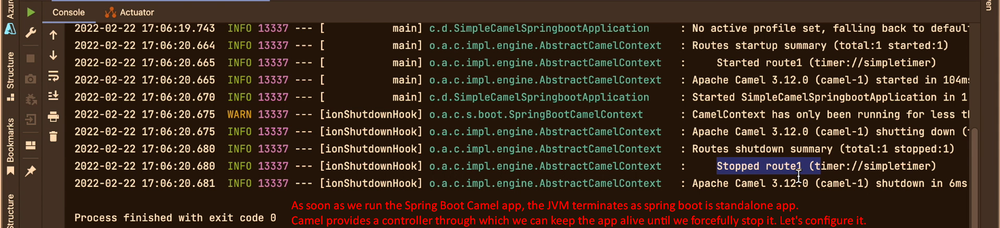 Azur
Console
Actuator
ven
2022-02-22 17:06:19.743 INFO 13337 --- [ main] c.d.SimpleCamelSpringbootApplication : No active profile set, falling back to default
2022-02-22 17:06:20.664 INFO 13337 --- [ main] o.a.c.impl.engine.AbstractCamelContext : Routes startup summary (total:1 started:1)
2022-02-22 17:06:20.665 INFO 13337 --- [ main] o.a.c.impl.engine.AbstractCamelContext : Started route1 (timer://simpletimer)
2022-02-22 17:06:20.665 INFO 13337 --- [ main] o.a.c.impl.engine.AbstractCamelContext : Apache Camel 3.12.0 (camel-1) started in 104ms
2022-02-22 17:06:20.670 INFO 13337 --- [ main] c.d.SimpleCamelSpringbootApplication : Started SimpleCamelSpringbootApplication in 1
2022-02-22 17:06:20.675 WARN 13337 --- [ionShutdownHook] o.a.c.s.boot.SpringBootCamelContext : CamelContext has only been running for less th
2022-02-22 17:06:20.675 INFO 13337 --- [ionShutdownHook] o.a.c.impl.engine.AbstractCamelContext : Apache Camel 3.12.0 (camel-1) shutting down (
2022-02-22 17:06:20.680 INFO 13337 --- [ionShutdownHook] o.a.c.impl.engine.AbstractCamelContext : Routes shutdown summary (total:1 stopped:1)
2022-02-22 17:06:20.680 INFO 13337 --- [ionShutdownHook] o.a.c.impl.engine.AbstractCamelContext : Stopped route1 (timer://simpletimer)
2022-02-22 17:06:20.681 INFO 13337 --- [ionShutdownHook] o.a.c.impl.engine.AbstractCamelContext : Apache Camel 3.12.0 (camel-1) shutdown in 6ms
As soon as we run the Spring Boot Camel app, the JVM terminates as spring boot is standalone app.
Process finished with exit code 0
Camel provides a controller through which we can keep the app alive until we forcefully stop it. Let's configure it.
Structure
Bookmarks
Structure